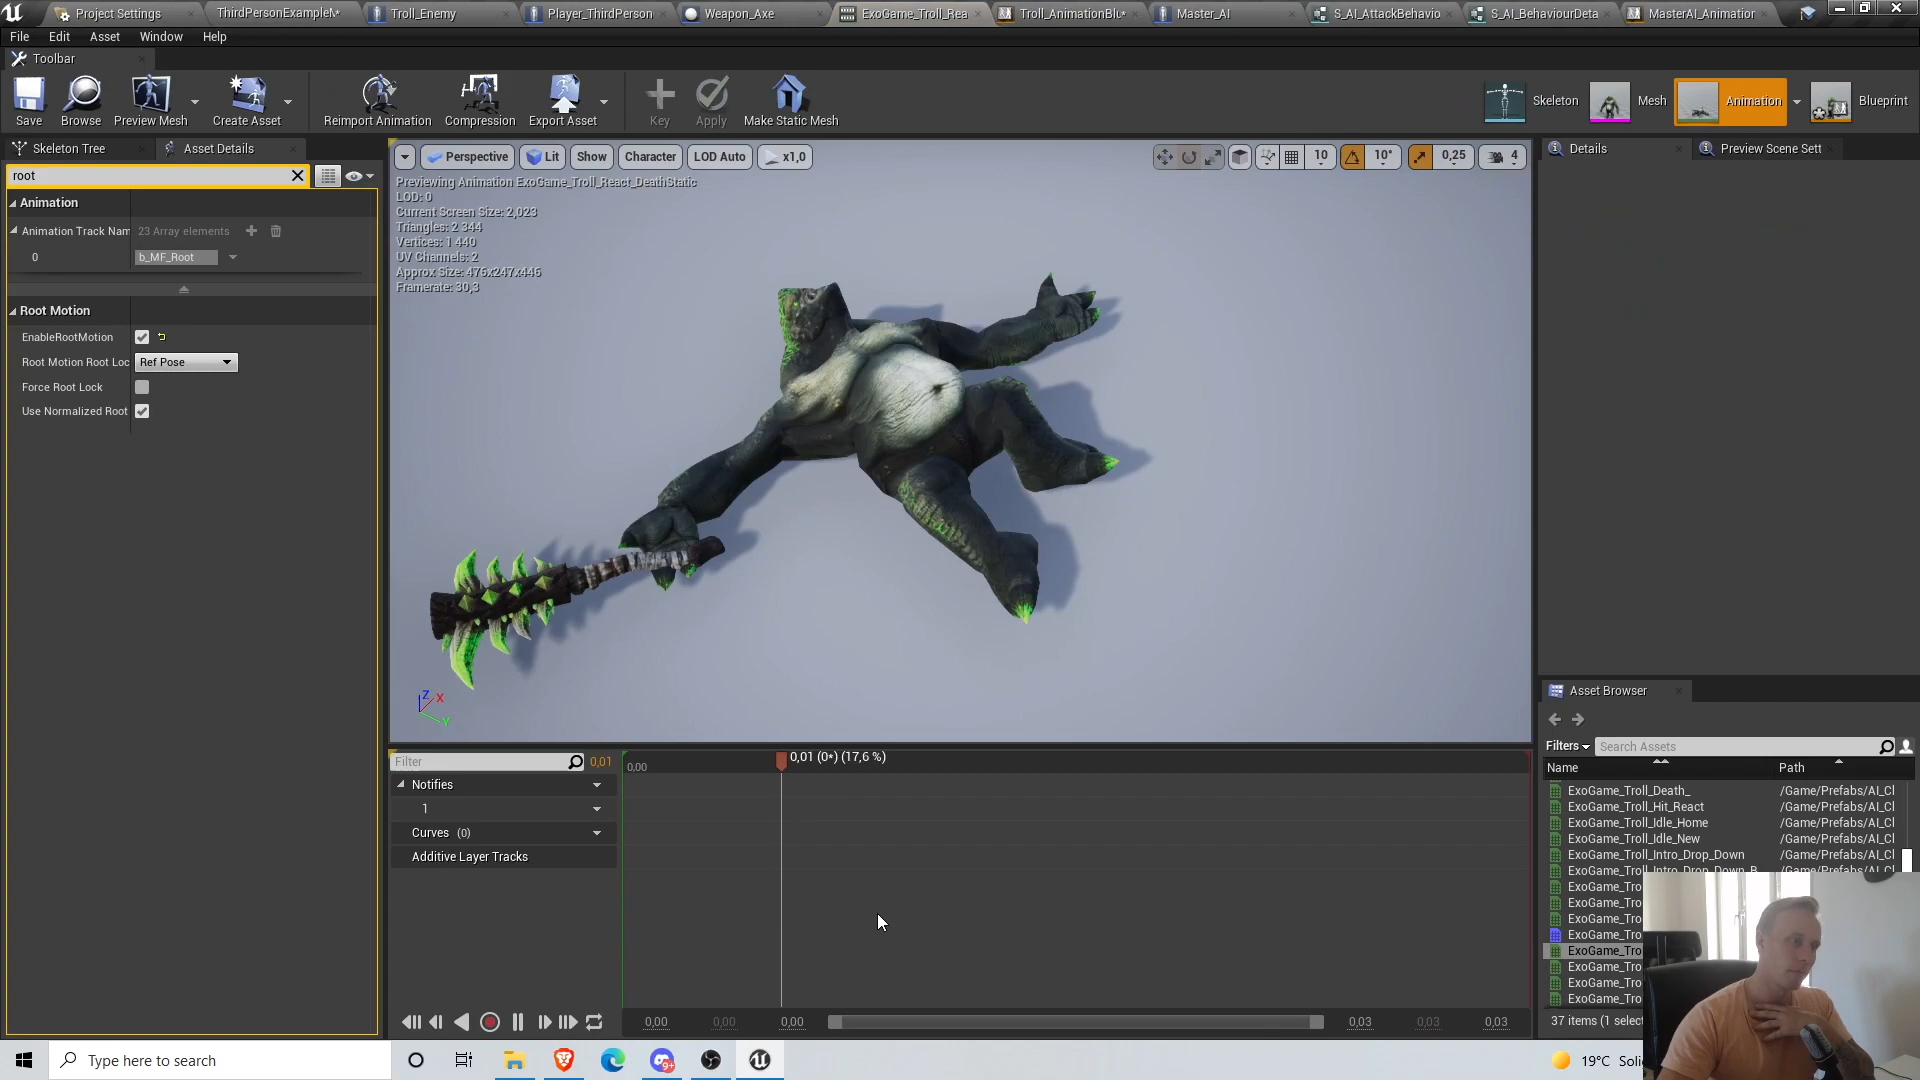 Project Settings
ThirdPersonExampleM*
Troll_Enemy
Player_ThirdPerson
Weapon_Axe
ExoGame_Troll_Rea
Troll_AnimationBlu*
Master_AI
S_AI_AttackBehavio
S_AI_BehaviourDeta
MasterAI_Animation
File Edit Asset Window Help
Toolbar
Save
Browse
Preview Mesh
Create Asset
Reimport Animation
Compression
Export Asset
Key
Apply
Make Static Mesh
Skeleton
Mesh
Animation
Blueprint
Skeleton Tree
Asset Details
root
Animation
Animation Track Nam 23 Array elements
0 b_MF_Root
Root Motion
EnableRootMotion
Root Motion Root Loc Ref Pose
Force Root Lock
Use Normalized Root
Perspective Lit Show Character LOD Auto x1,0
10 10° 0,25 4
Previewing Animation ExoGame_Troll_React_DeathStatic
LOD: 0
Current Screen Size: 2,023
Triangles: 2 344
Vertices: 1 440
UV Channels: 2
Approx Size: 476x247x446
Framerate: 30,3
Z X
Y
Filter 0,01
0,00
0,01 (0*) (17,6 %)
Notifies
1
Curves (0)
Additive Layer Tracks
0,00 0,00 0,00 0,03 0,03 0,03
Details
Preview Scene Sett
Asset Browser
Filters Search Assets
Name Path
ExoGame_Troll_Death_ /Game/Prefabs/AI_Cl
ExoGame_Troll_Hit_React /Game/Prefabs/AI_Cl
ExoGame_Troll_Idle_Home /Game/Prefabs/AI_Cl
ExoGame_Troll_Idle_New /Game/Prefabs/AI_Cl
ExoGame_Troll_Intro_Drop_Down /Game/Prefabs/AI_Cl
ExoGame_Troll_Intro_Drop_Down_B
ExoGame_Tro
ExoGame_Tro
ExoGame_Tro
ExoGame_Tro
ExoGame_Tro
ExoGame_Tro
ExoGame_Tro
ExoGame_Tro
37 items (1 select
Type here to search
9+
19°C Soli